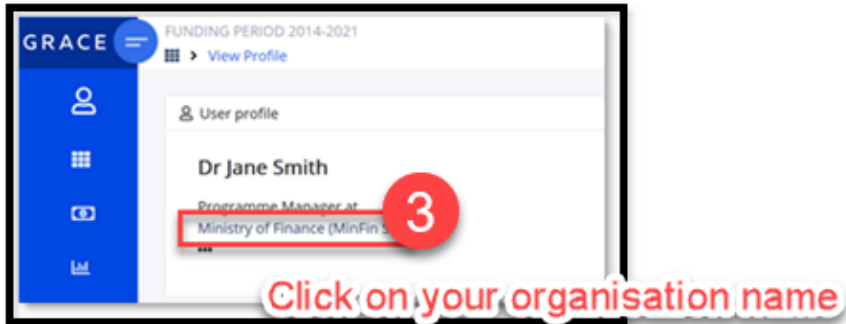 GRACE
FUNDING PERIOD 2014-2021
> View Profile
User profile
Dr Jane Smith
Programme Manager at
Ministry of Finance (MinFin
3
Click on your organisation name